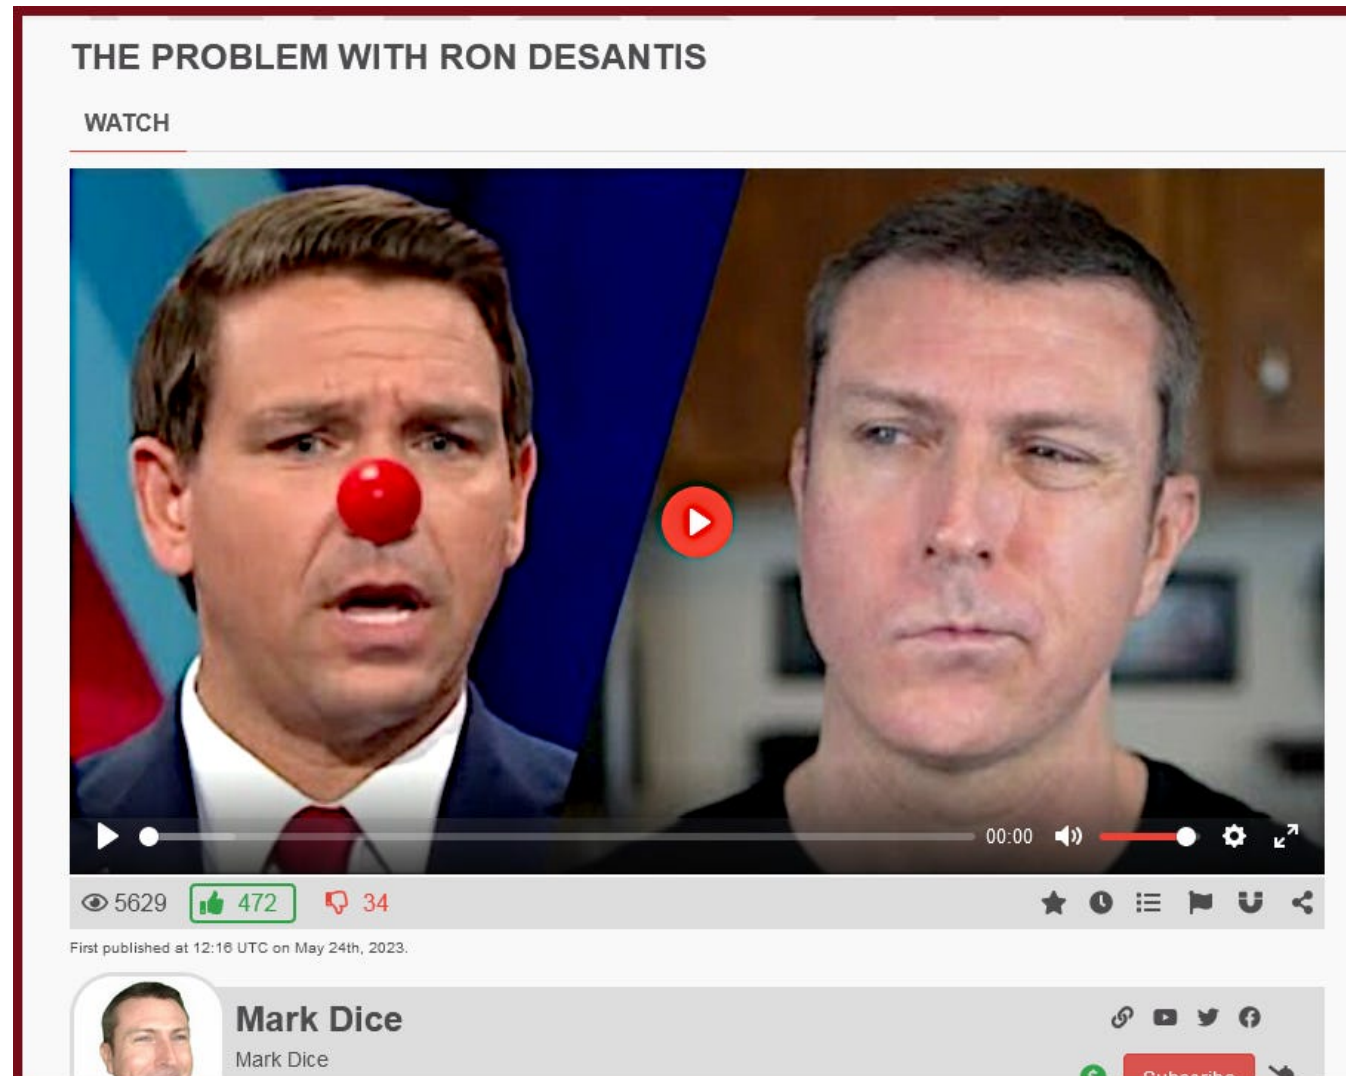 THE PROBLEM WITH RON DESANTIS
WATCH
00:00
5629 472 34
First published at 12:16 UTC on May 24th, 2023.
Mark Dice
Mark Dice
Subscribe